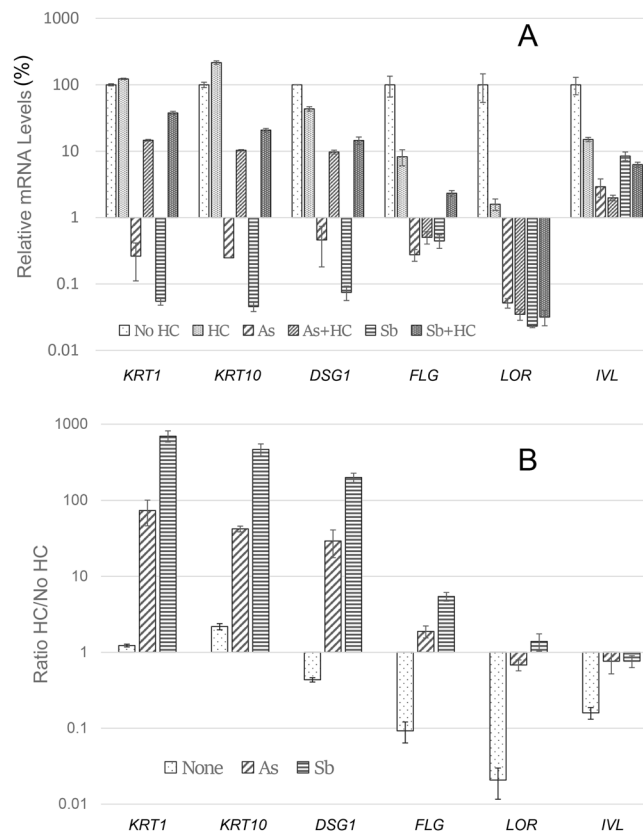 A
Relative mRNA Levels (%)
1000
100
10
1
0.1
0.01
No HC HC As As+HC Sb Sb+HC
KRT1 KRT10 DSG1 FLG LOR IVL
B
Ratio HC/No HC
1000
100
10
1
0.1
0.01
None As Sb
KRT1 KRT10 DSG1 FLG LOR IVL